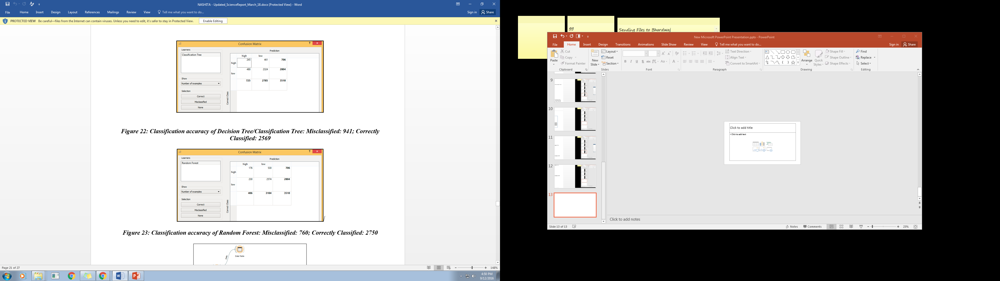 NASHITA - Updated_ScienceReport_March_18.docx (Protected View) - Word
File Home Insert Design Layout References Mailings Review View Tell me what you want to do... Sign in Share
PROTECTED VIEW Be careful—files from the Internet can contain viruses. Unless you need to edit, it's safer to stay in Protected View. Enable Editing
Confusion Matrix
Learners
Classification Tree
Prediction
high low
high 245 461 706
low 480 2324 2804
725 2785 3510
Show
Number of examples
Selection
Correct
Misclassified
None
Correct Class
Figure 22: Classification accuracy of Decision Tree/Classification Tree: Misclassified: 941; Correctly
Classified: 2569
Confusion Matrix
Learners
Random Forest
Prediction
high low
high 176 530 706
low 230 2574 2804
406 3104 3510
Show
Number of examples
Selection
Correct
Misclassified
None
Correct Class
Figure 23: Classification accuracy of Random Forest: Misclassified: 760; Correctly Classified: 2750
Data Table
Data
Page 21 of 27
148%
4:50 PM
9/12/2016
gg
Sending Files to Bhardwaj
New Microsoft PowerPoint Presentation.pptx - PowerPoint
File Home Insert Design Transitions Animations Slide Show Review View Tell me what you want to do... Sign in Share
Paste
Cut
Copy
Format Painter
Clipboard
New
Slide
Layout
Reset
Section
Slides
B I U S abc AV Aa A
Font
Text Direction
Align Text
Convert to SmartArt
Paragraph
Arrange
Quick
Styles
Shape Fill
Shape Outline
Shape Effects
Drawing
Find
Replace
Select
Editing
9
10
11
12
13
Click to add title
• Click to add text
Click to add notes
Slide 13 of 13
Notes Comments 23%